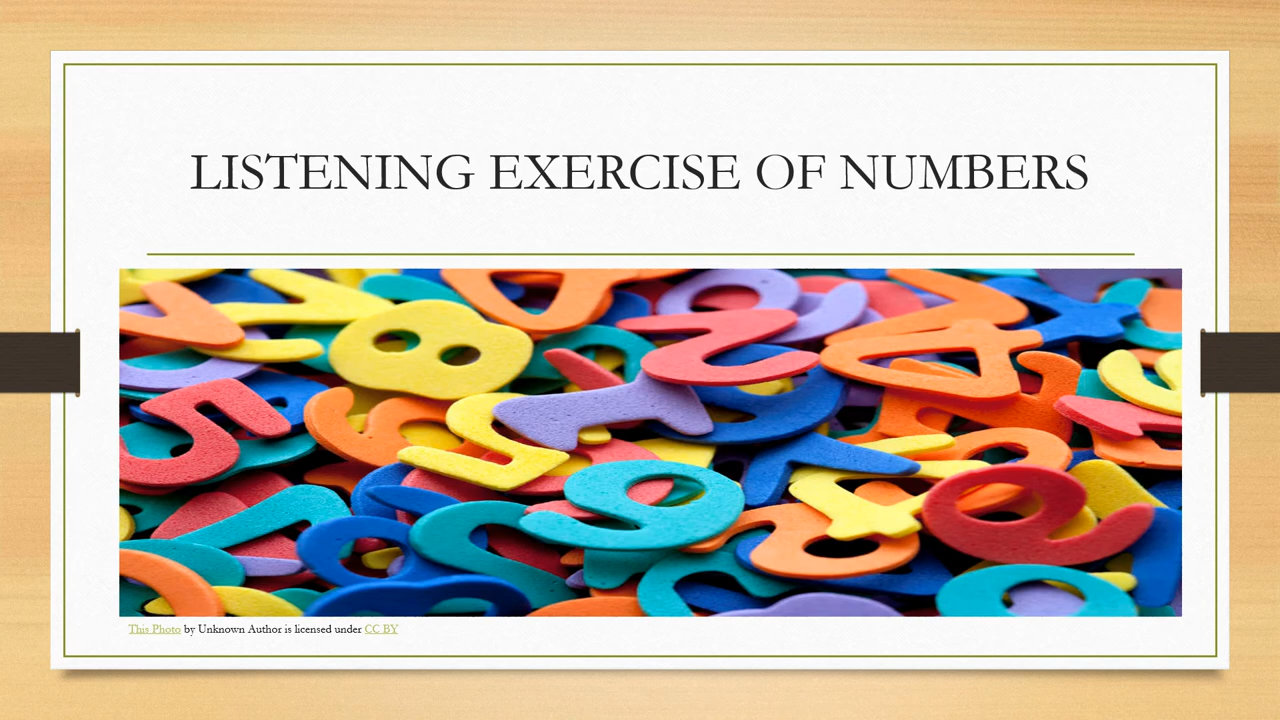 LISTENING EXERCISE OF NUMBERS
This Photo by Unknown Author is licensed under CC BY